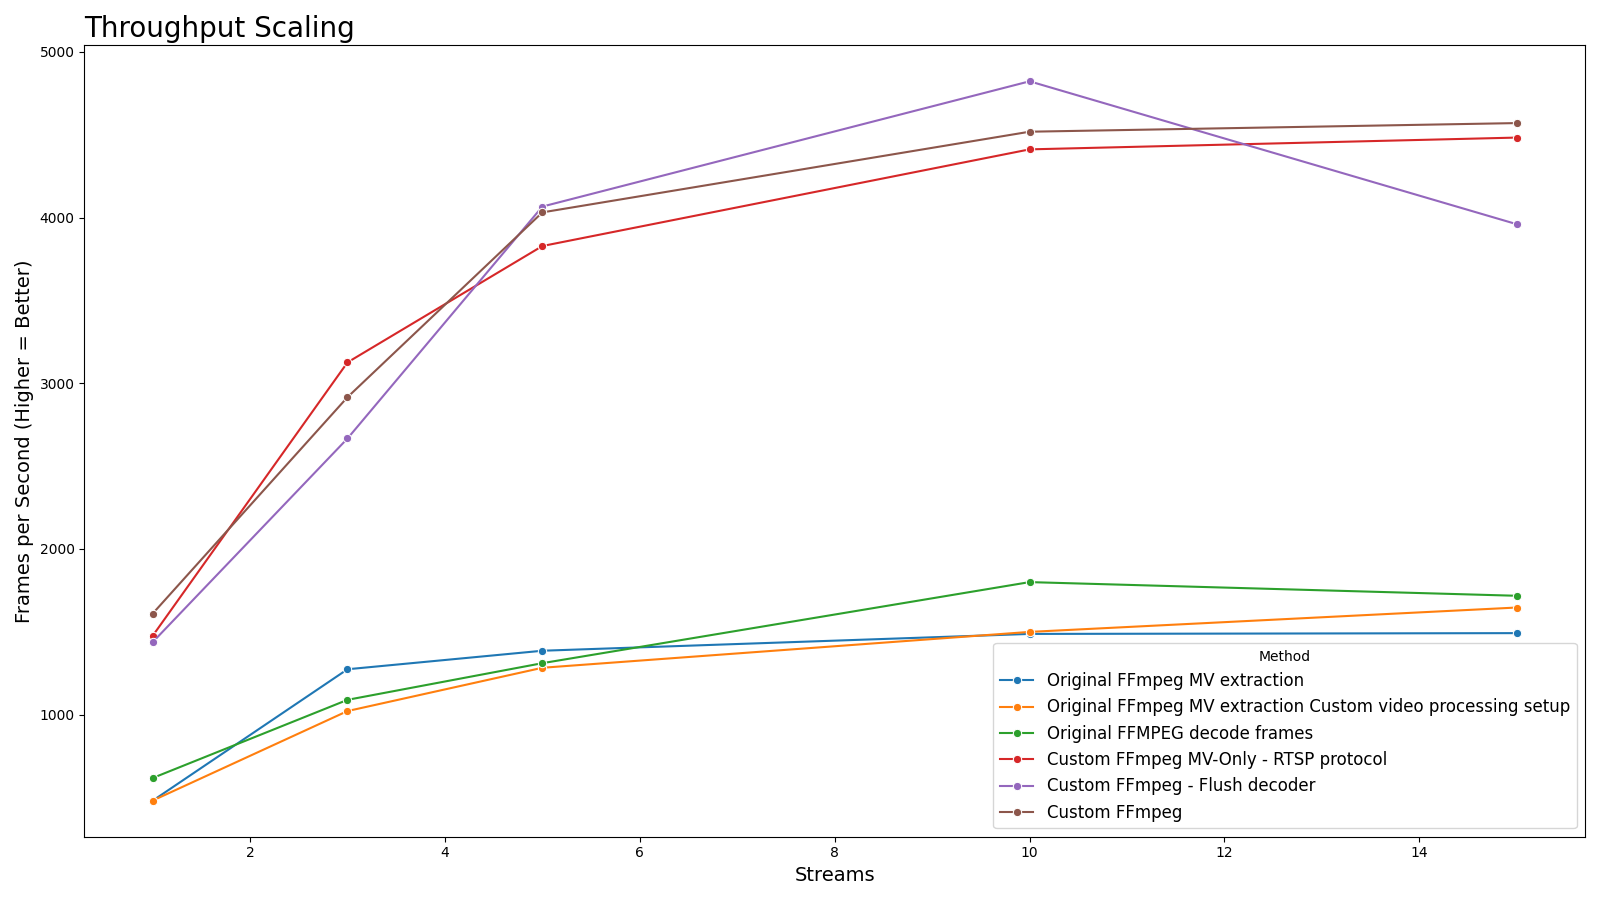 Throughput Scaling
Frames per Second (Higher = Better)
5000
4000
3000
2000
1000
2
4
6
8
10
12
14
Streams
Method
Original FFmpeg MV extraction
Original FFmpeg MV extraction Custom video processing setup
Original FFMPEG decode frames
Custom FFmpeg MV-Only - RTSP protocol
Custom FFmpeg - Flush decoder
Custom FFmpeg